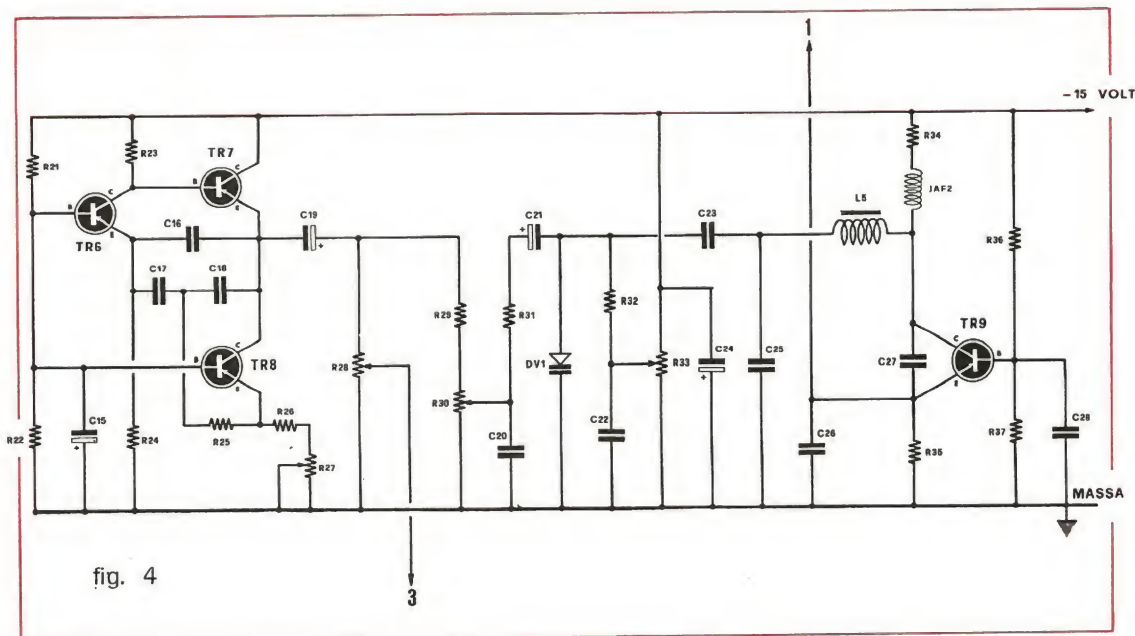 1
-15 VOLT
R21
R23
TR7
B
C
E
TR6
B
C
E
C16
C19
+
C17
C18
TR8
B
C
E
R22
C15
+
R24
R25
R26
R27
R28
3
R29
R30
C21
+
R31
C20
DV1
R32
C22
R33
C23
C24
+
C25
L5
R34
JAF2
R36
TR9
C
B
E
C27
C26
R35
R37
C28
MASSA
fig. 4